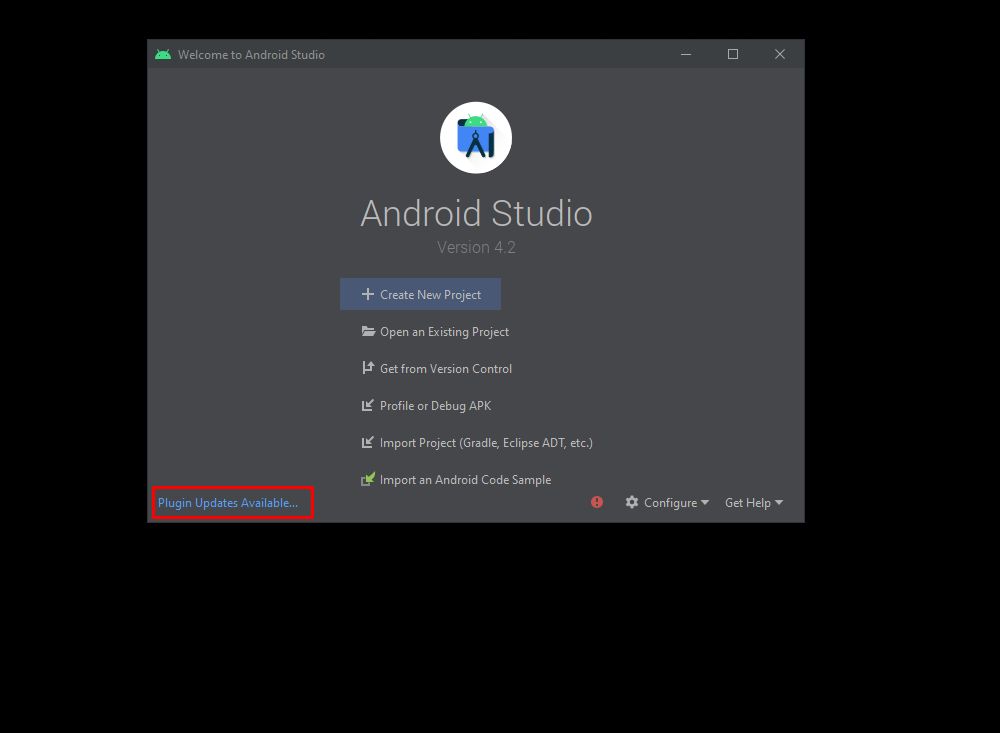 Welcome to Android Studio
Android Studio
Version 4.2
Create New Project
Open an Existing Project
Get from Version Control
Profile or Debug APK
Import Project (Gradle, Eclipse ADT, etc.)
Import an Android Code Sample
Plugin Updates Available... Configure Get Help